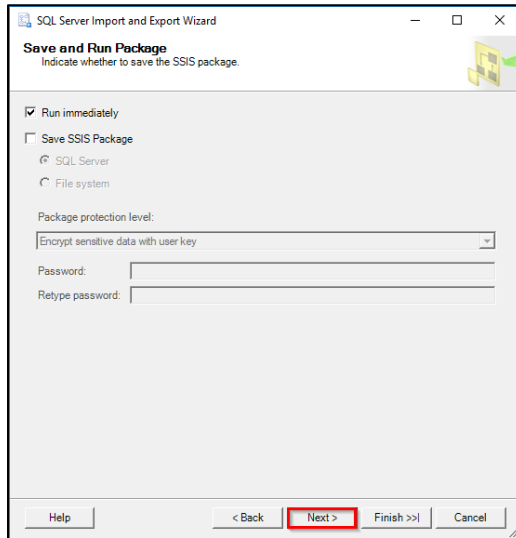 SQL Server Import and Export Wizard
Save and Run Package
Indicate whether to save the SSIS package.
Run immediately
Save SSIS Package
SQL Server
File system
Package protection level:
Encrypt sensitive data with user key
Password:
Retype password:
Help
< Back
Next >
Finish >>|
Cancel